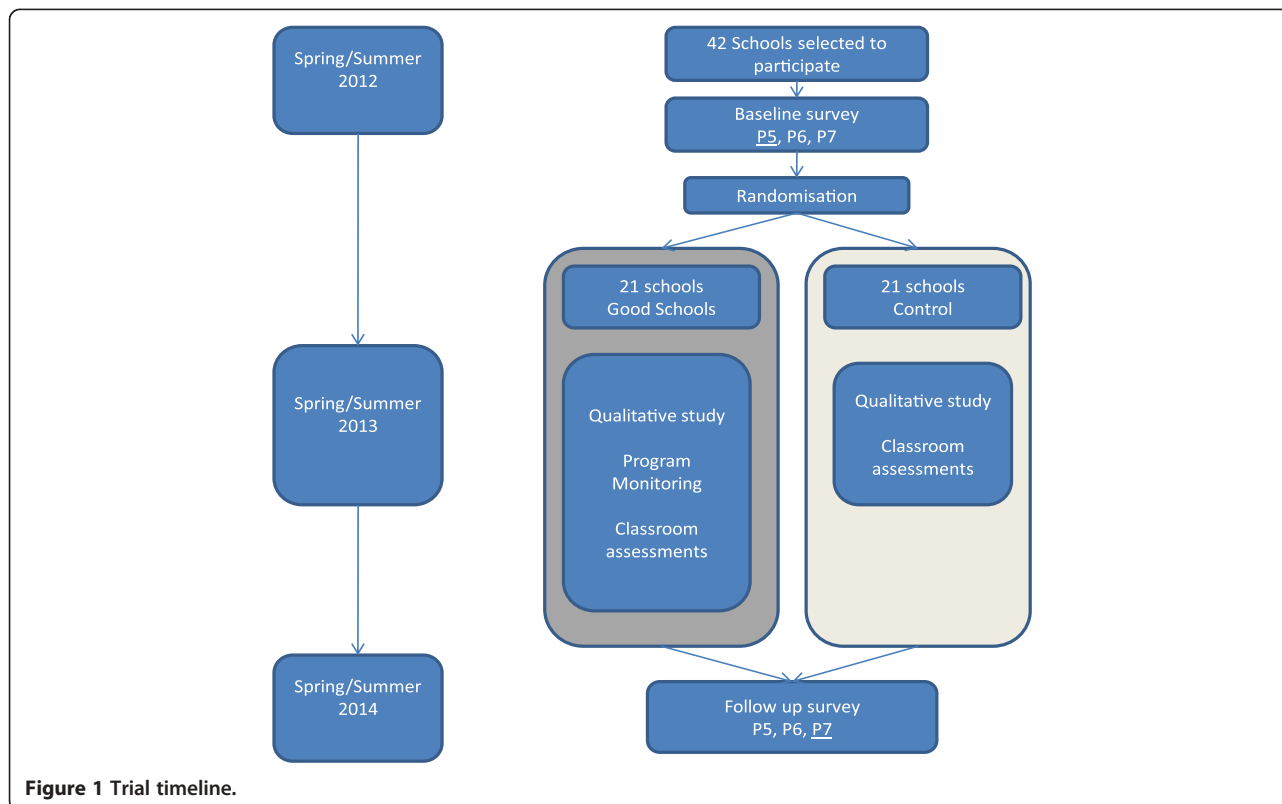 Spring/Summer
2012
42 Schools selected to
participate
Baseline survey
P5, P6, P7
Randomisation
21 schools
Good Schools
21 schools
Control
Spring/Summer
2013
Qualitative study
Program
Monitoring
Classroom
assessments
Qualitative study
Classroom
assessments
Spring/Summer
2014
Follow up survey
P5, P6, P7
Figure 1 Trial timeline.